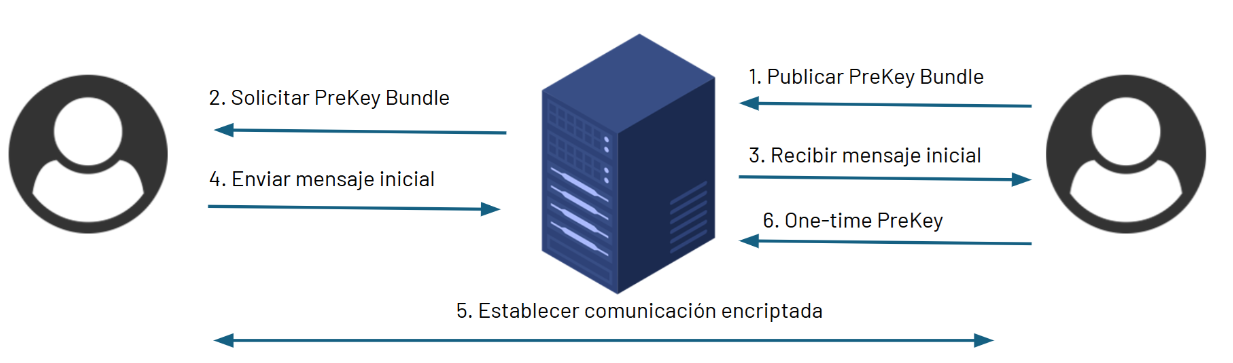 1. Publicar PreKey Bundle
2. Solicitar PreKey Bundle
3. Recibir mensaje inicial
4. Enviar mensaje inicial
6. One-time PreKey
5. Establecer comunicación encriptada